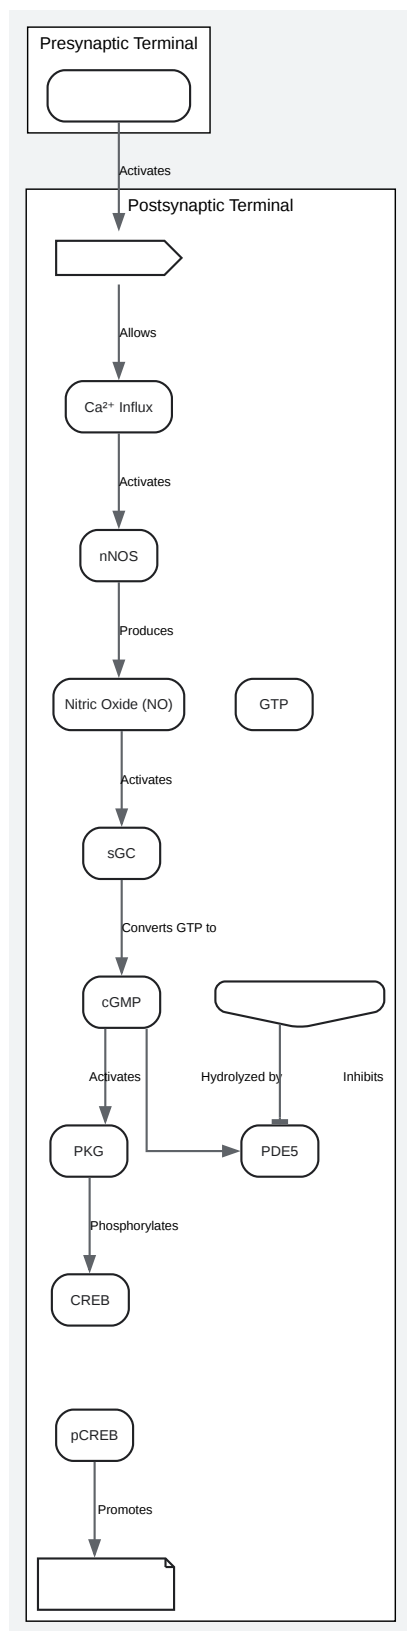 Presynaptic Terminal
Activates
Postsynaptic Terminal
Allows
Ca²⁺ Influx
Activates
nNOS
Produces
Nitric Oxide (NO)
GTP
Activates
sGC
Converts GTP to
cGMP
Activates
Hydrolyzed by
Inhibits
PKG
PDE5
Phosphorylates
CREB
pCREB
Promotes